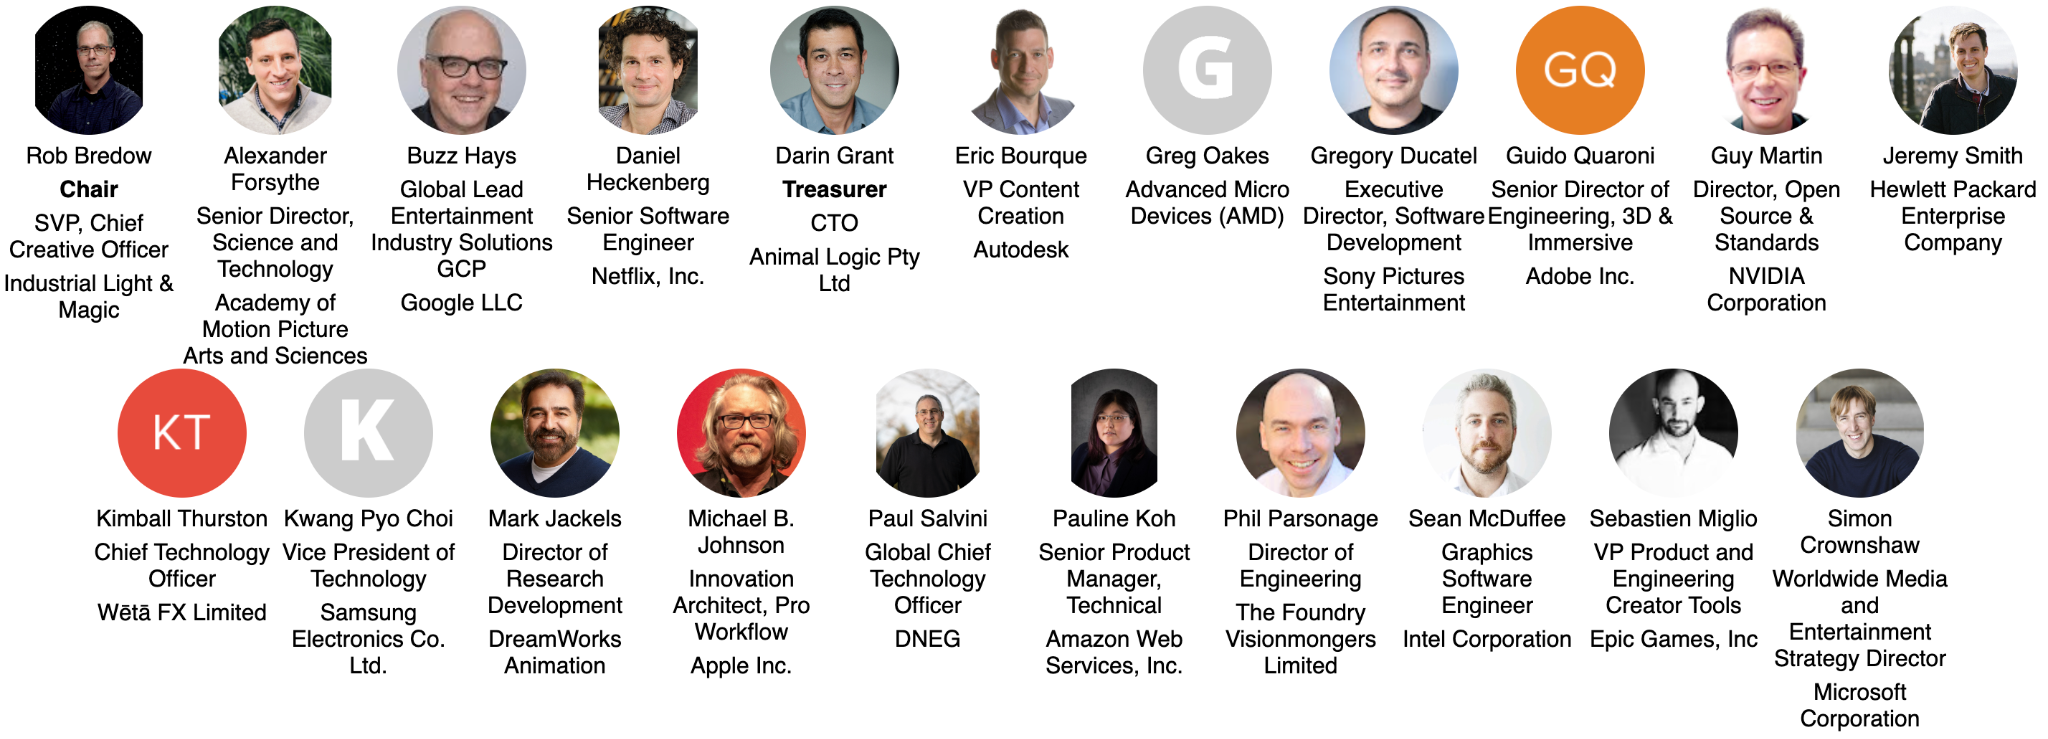 G
GQ
Rob Bredow
Chair
SVP, Chief
Creative Officer
Industrial Light &
Magic
Alexander
Forsythe
Senior Director,
Science and
Technology
Academy of
Motion Picture
Arts and Sciences
Buzz Hays
Global Lead
Entertainment
Industry Solutions
GCP
Google LLC
Daniel
Heckenberg
Senior Software
Engineer
Netflix, Inc.
Darin Grant
Treasurer
CTO
Animal Logic Pty
Ltd
Eric Bourque
VP Content
Creation
Autodesk
Greg Oakes
Advanced Micro
Devices (AMD)
Gregory Ducatel
Executive
Director, Software
Development
Sony Pictures
Entertainment
Guido Quaroni
Senior Director of
Engineering, 3D &
Immersive
Adobe Inc.
Guy Martin
Director, Open
Source &
Standards
NVIDIA
Corporation
Jeremy Smith
Hewlett Packard
Enterprise
Company
KT
K
Kimball Thurston
Chief Technology
Officer
Wētā FX Limited
Kwang Pyo Choi
Vice President of
Technology
Samsung
Electronics Co.
Ltd.
Mark Jackels
Director of
Research
Development
DreamWorks
Animation
Michael B.
Johnson
Innovation
Architect, Pro
Workflow
Apple Inc.
Paul Salvini
Global Chief
Technology
Officer
DNEG
Pauline Koh
Senior Product
Manager,
Technical
Amazon Web
Services, Inc.
Phil Parsonage
Director of
Engineering
The Foundry
Visionmongers
Limited
Sean McDuffee
Graphics
Software
Engineer
Intel Corporation
Sebastien Miglio
VP Product and
Engineering
Creator Tools
Epic Games, Inc
Simon
Crownshaw
Worldwide Media
and
Entertainment
Strategy Director
Microsoft
Corporation